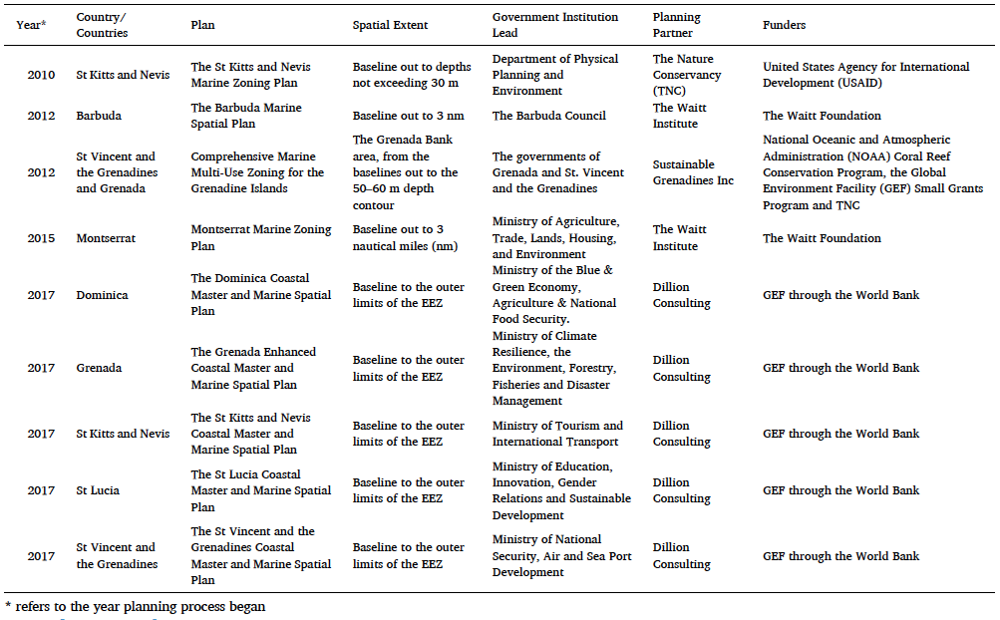 Year* Country/ Countries Plan Spatial Extent Government Institution Lead Planning Partner Funders
2010 St Kitts and Nevis The St Kitts and Nevis Marine Zoning Plan Baseline out to depths not exceeding 30 m Department of Physical Planning and Environment The Nature Conservancy (TNC) United States Agency for International Development (USAID)
2012 Barbuda The Barbuda Marine Spatial Plan Baseline out to 3 nm The Barbuda Council The Waitt Institute The Waitt Foundation
2012 St Vincent and the Grenadines and Grenada Comprehensive Marine Multi-Use Zoning for the Grenadine Islands The Grenada Bank area, from the baselines out to the 50–60 m depth contour The governments of Grenada and St. Vincent and the Grenadines Sustainable Grenadines Inc National Oceanic and Atmospheric Administration (NOAA) Coral Reef Conservation Program, the Global Environment Facility (GEF) Small Grants Program and TNC
2015 Montserrat Montserrat Marine Zoning Plan Baseline out to 3 nautical miles (nm) Ministry of Agriculture, Trade, Lands, Housing, and Environment The Waitt Institute The Waitt Foundation
2017 Dominica The Dominica Coastal Master and Marine Spatial Plan Baseline to the outer limits of the EEZ Ministry of the Blue & Green Economy, Agriculture & National Food Security. Dillion Consulting GEF through the World Bank
2017 Grenada The Grenada Enhanced Coastal Master and Marine Spatial Plan Baseline to the outer limits of the EEZ Ministry of Climate Resilience, the Environment, Forestry, Fisheries and Disaster Management Dillion Consulting GEF through the World Bank
2017 St Kitts and Nevis The St Kitts and Nevis Coastal Master and Marine Spatial Plan Baseline to the outer limits of the EEZ Ministry of Tourism and International Transport Dillion Consulting GEF through the World Bank
2017 St Lucia The St Lucia Coastal Master and Marine Spatial Plan Baseline to the outer limits of the EEZ Ministry of Education, Innovation, Gender Relations and Sustainable Development Dillion Consulting GEF through the World Bank
2017 St Vincent and the Grenadines The St Vincent and the Grenadines Coastal Master and Marine Spatial Plan Baseline to the outer limits of the EEZ Ministry of National Security, Air and Sea Port Development Dillion Consulting GEF through the World Bank
* refers to the year planning process began